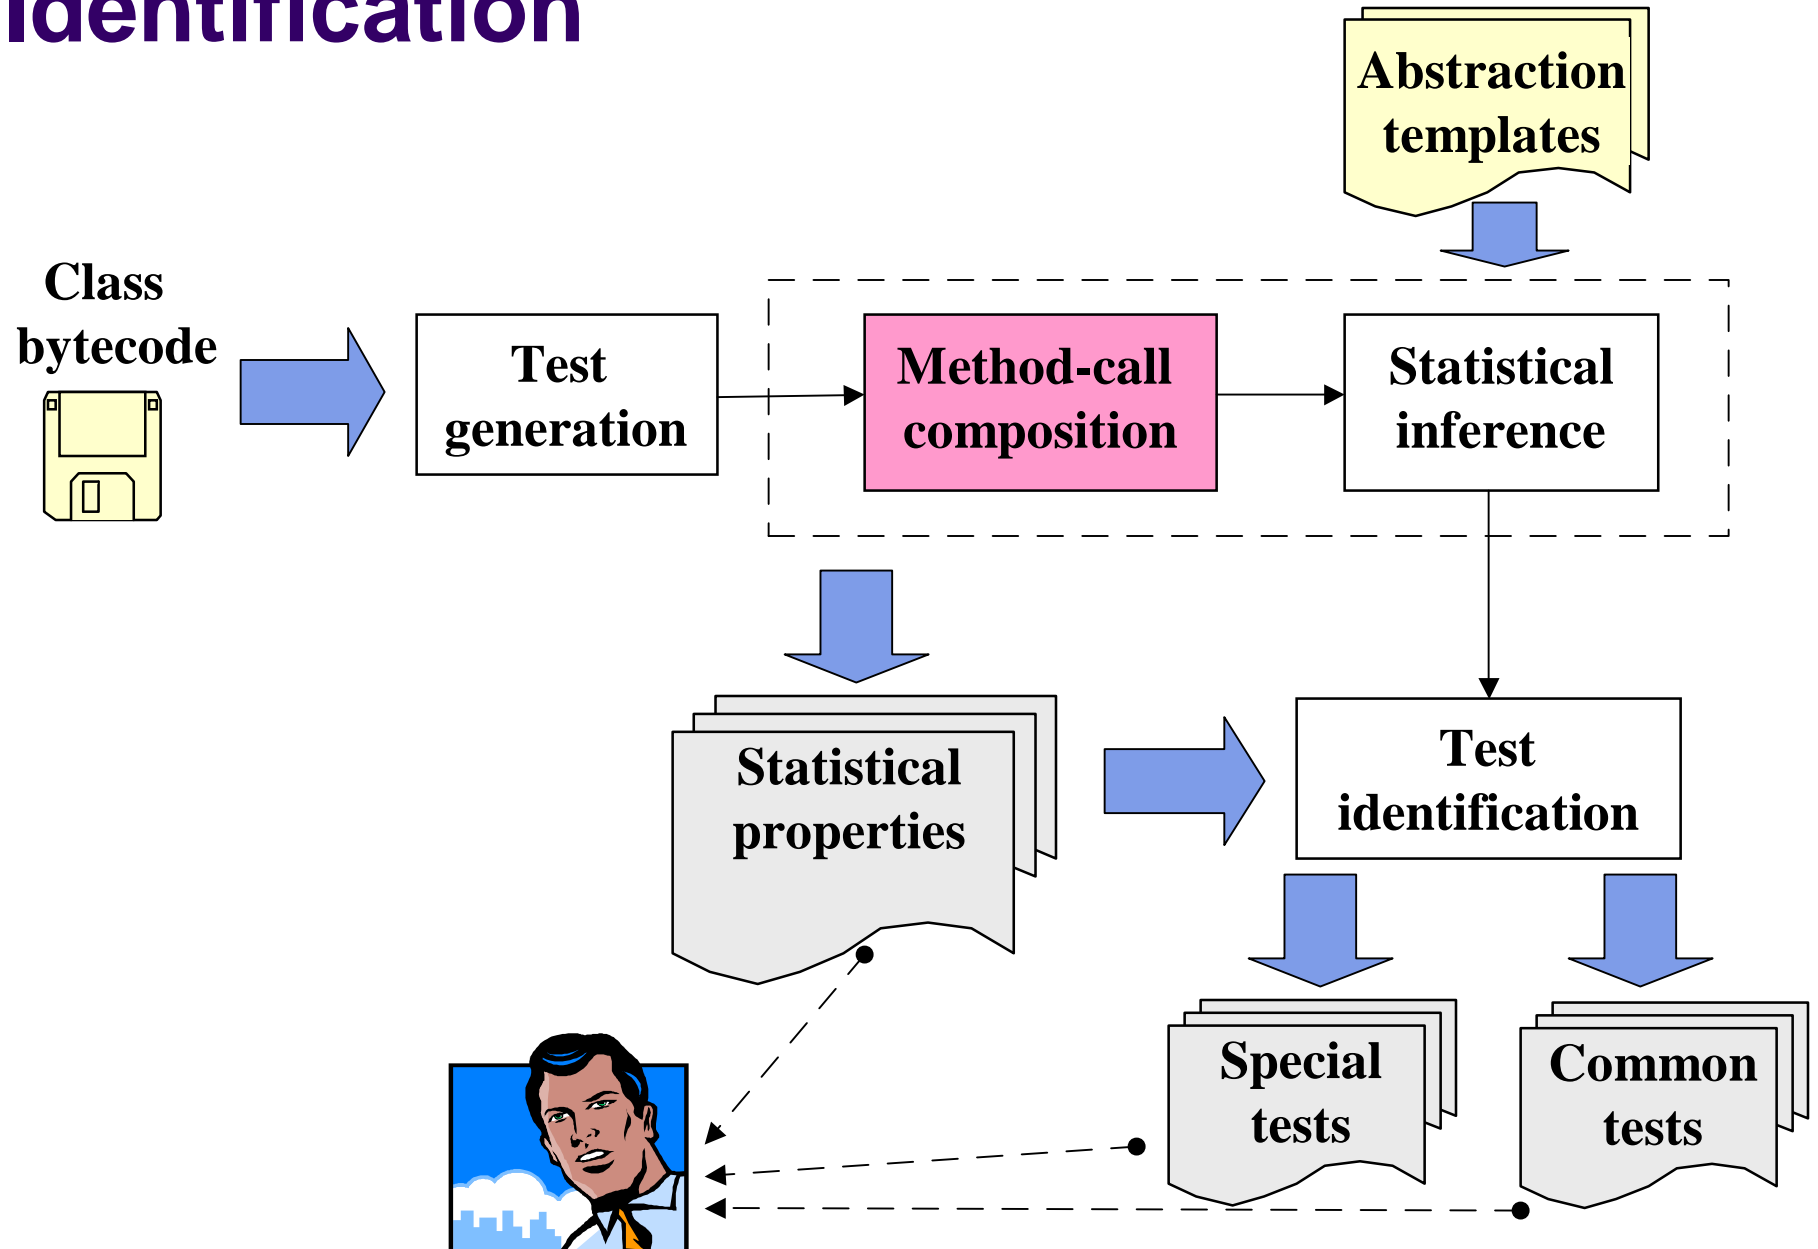 Identification
Abstraction
templates
Class
bytecode
Test
generation
Method-call
composition
Statistical
inference
Statistical
properties
Test
identification
Special
tests
Common
tests